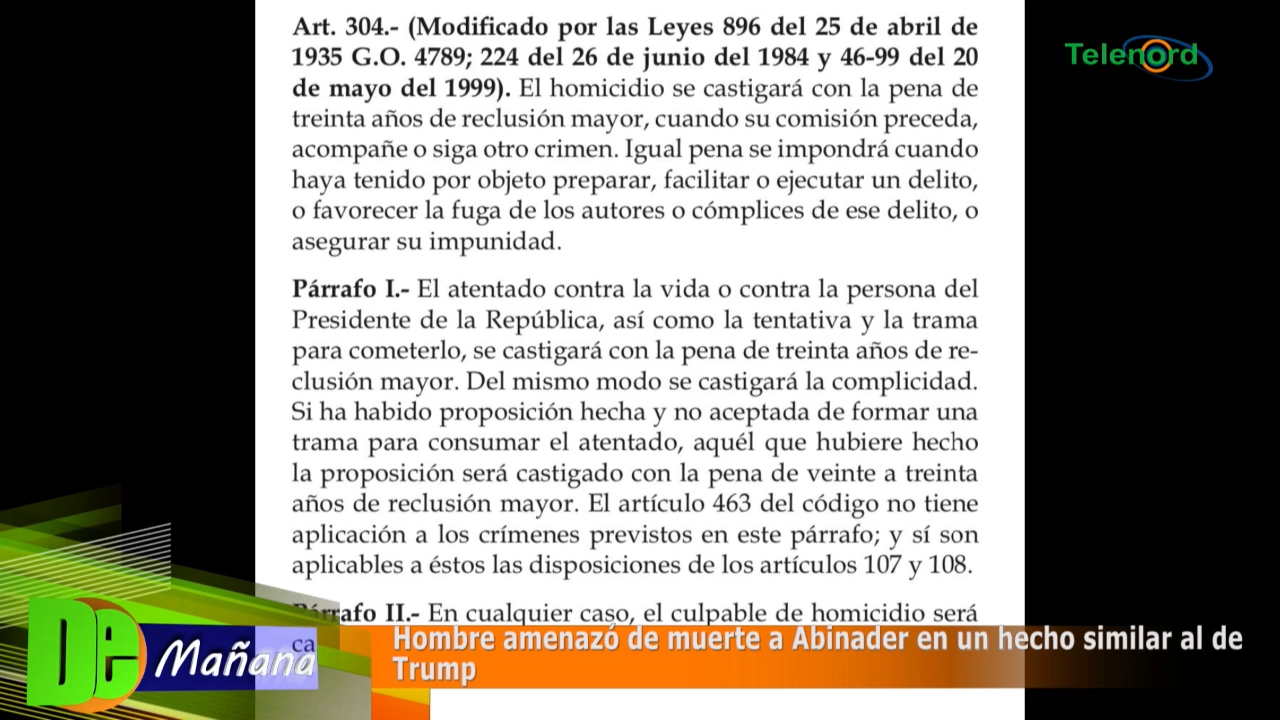 Art. 304.- (Modificado por las Leyes 896 del 25 de abril de
1935 G.O. 4789; 224 del 26 de junio del 1984 y 46-99 del 20
de mayo del 1999). El homicidio se castigará con la pena de
treinta años de reclusión mayor, cuando su comisión preceda,
acompañe o siga otro crimen. Igual pena se impondrá cuando
haya tenido por objeto preparar, facilitar o ejecutar un delito,
o favorecer la fuga de los autores o cómplices de ese delito, o
asegurar su impunidad.
Telenord
Párrafo I.- El atentado contra la vida o contra la persona del
Presidente de la República, así como la tentativa y la trama
para cometerlo, se castigará con la pena de treinta años de re-
clusión mayor. Del mismo modo se castigará la complicidad.
Si ha habido proposición hecha y no aceptada de formar una
trama para consumar el atentado, aquél que hubiere hecho
la proposición será castigado con la pena de veinte a treinta
años de reclusión mayor. El artículo 463 del código no tiene
aplicación a los crímenes previstos en este párrafo; y sí son
aplicables a éstos las disposiciones de los artículos 107 y 108.
Párrafo II.- En cualquier caso, el culpable de homicidio será
ca
De
Mañana
Hombre amenazó de muerte a Abinader en un hecho similar al de
Trump